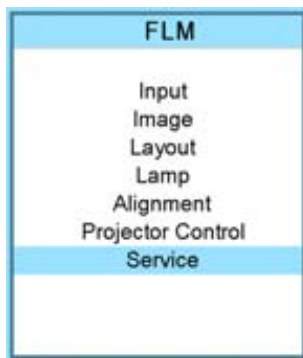 FLM
Input
Image
Layout
Lamp
Alignment
Projector Control
Service